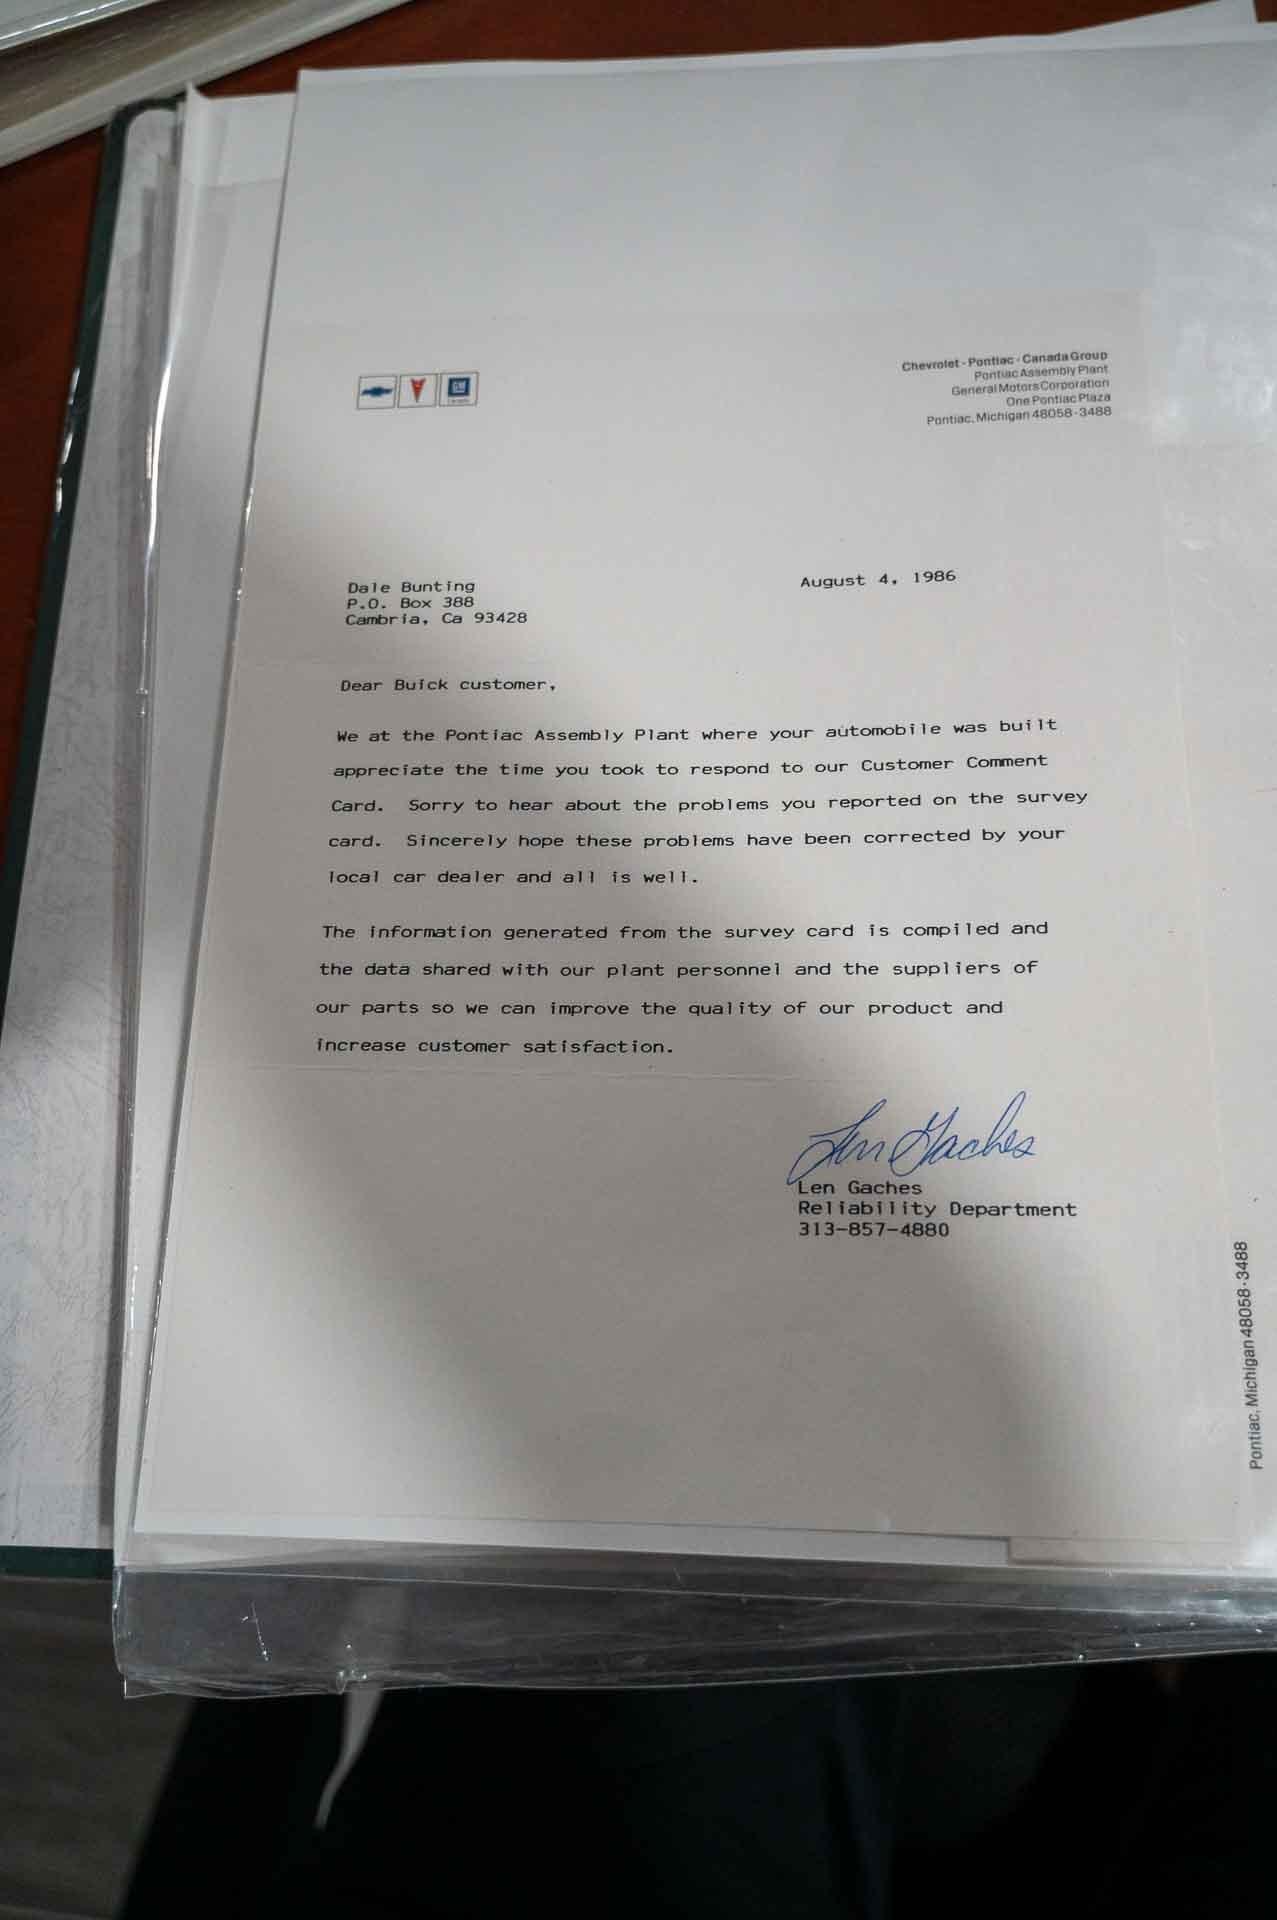 Chevrolet · Pontiac · Canada Group
Pontiac Assembly Plant
General Motors Corporation
One Pontiac Plaza
Pontiac, Michigan 48058-3488
GM
Dale Bunting
P.O. Box 388
Cambria, Ca 93428
August 4, 1986
Dear Buick customer,
We at the Pontiac Assembly Plant where your automobile was built
appreciate the time you took to respond to our Customer Comment
Card. Sorry to hear about the problems you reported on the survey
card. Sincerely hope these problems have been corrected by your
local car dealer and all is well.
The information generated from the survey card is compiled and
the data shared with our plant personnel and the suppliers of
our parts so we can improve the quality of our product and
increase customer satisfaction.
Len Gaches
Len Gaches
Reliability Department
313-857-4880
Pontiac, Michigan 48058-3488